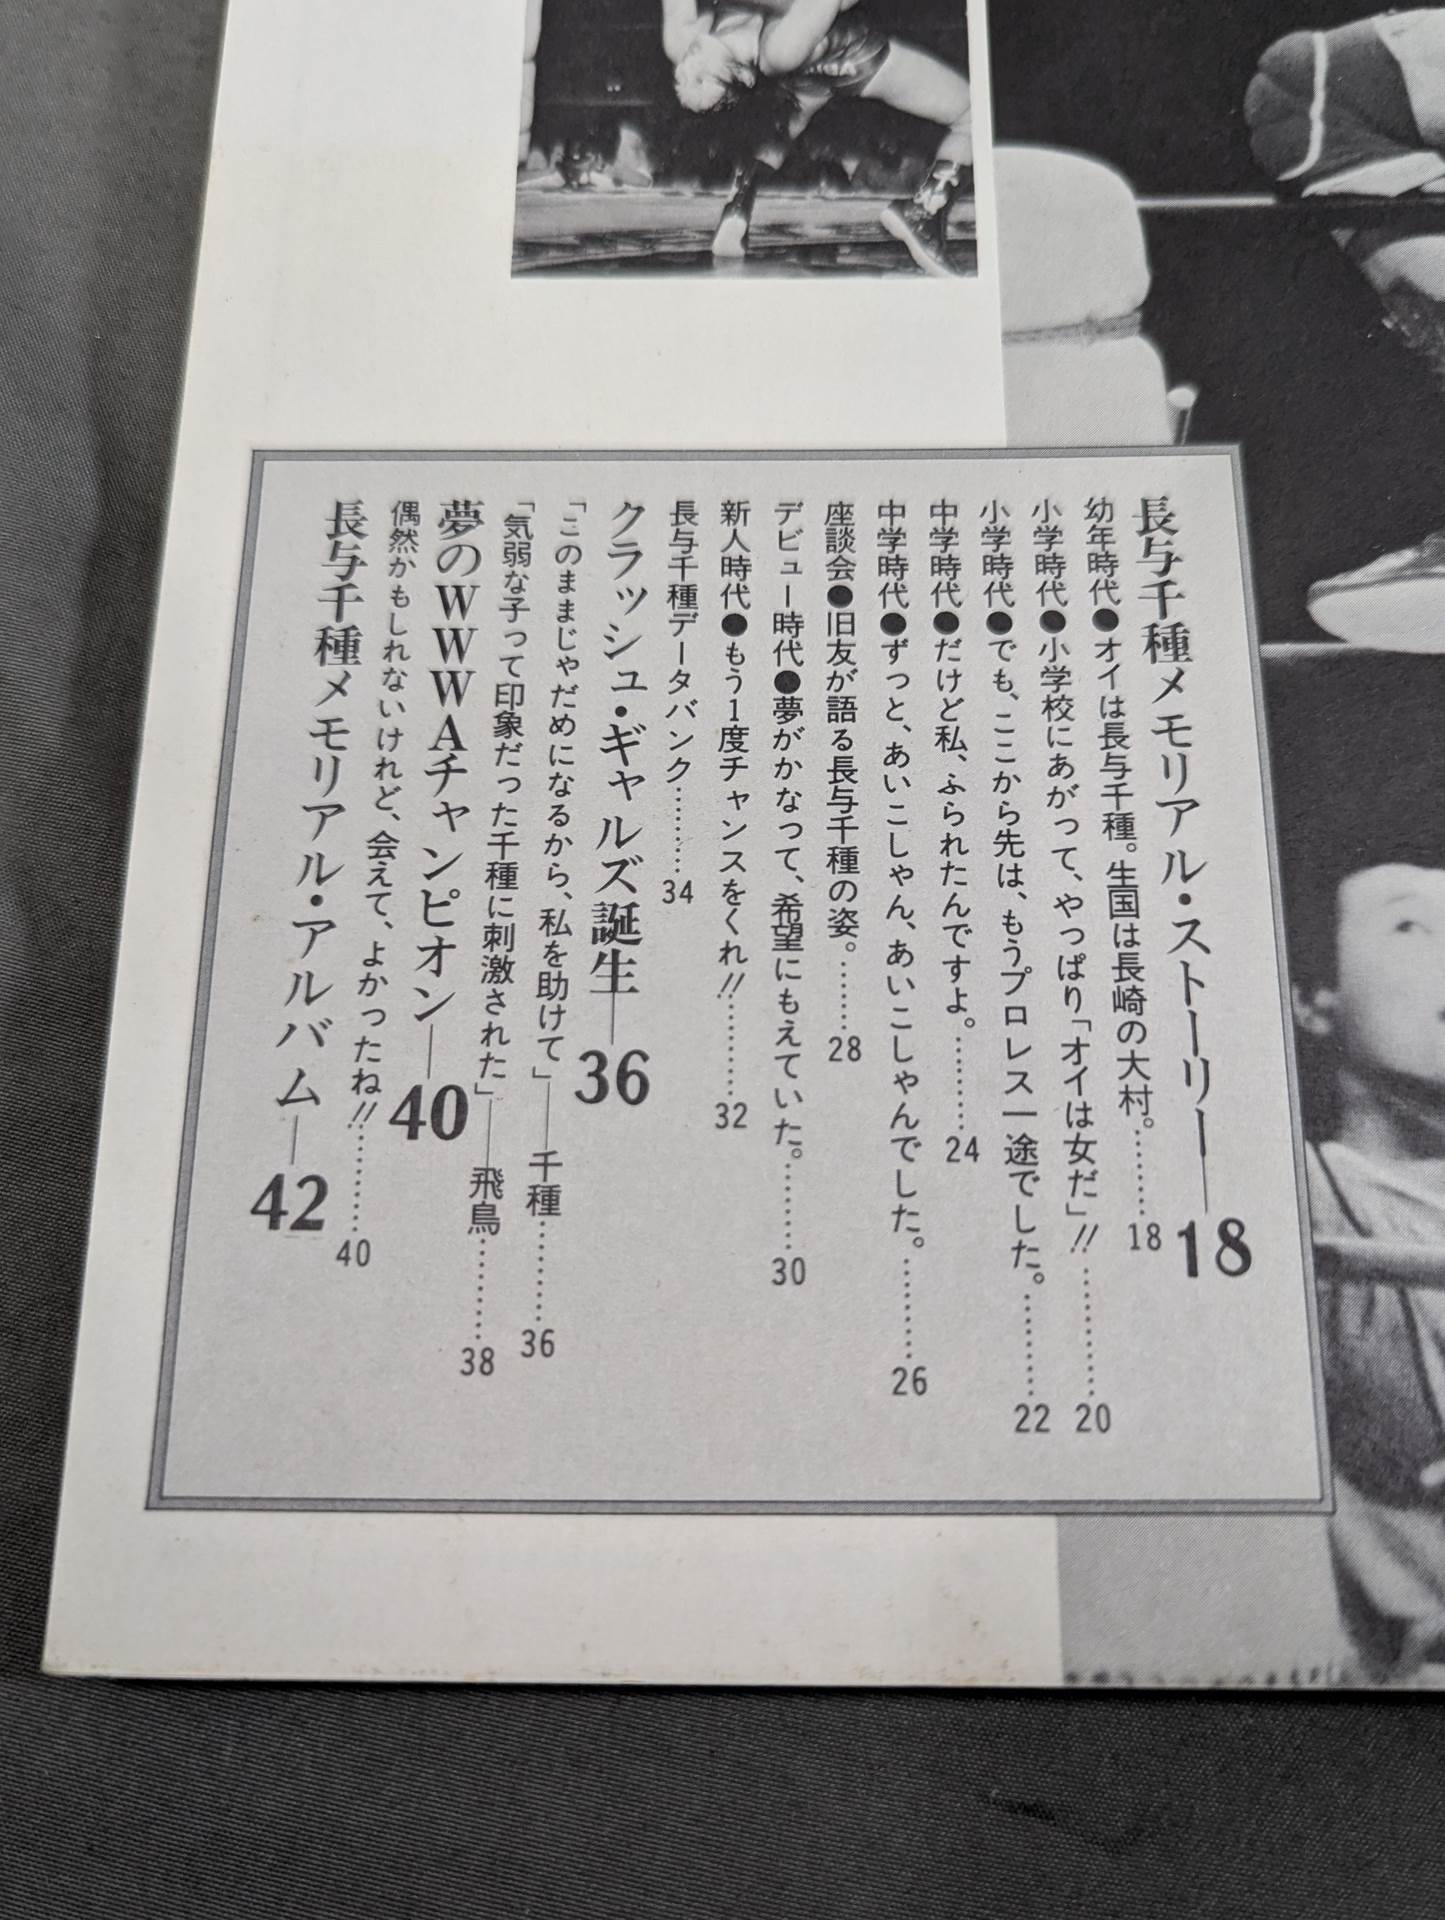 長与千種メモリアル・ストーリー——18
幼年時代●オイは長与千種。生国は長崎の大村。………18
小学時代●小学校にあがって、やっぱり「オイは女だ」!!………20
小学時代●でも、ここから先は、もうプロレス一途でした。………22
中学時代●だけど私、ふられたんですよ。………24
中学時代●ずっと、あいこしゃん、あいこしゃんでした。………26
座談会●旧友が語る長与千種の姿。………28
デビュー時代●夢がかなって、希望にもえていた。………30
新人時代●もう1度チャンスをくれ!!………32
長与千種データバンク………34
クラッシュ・ギャルズ誕生——36
「このままじゃだめになるから、私を助けて」——千種………36
「気弱な子って印象だった千種に刺激された」——飛鳥………38
夢のWWWAチャンピオン——40
偶然かもしれないけれど、会えて、よかったね!!………40
長与千種メモリアル・アルバム——42